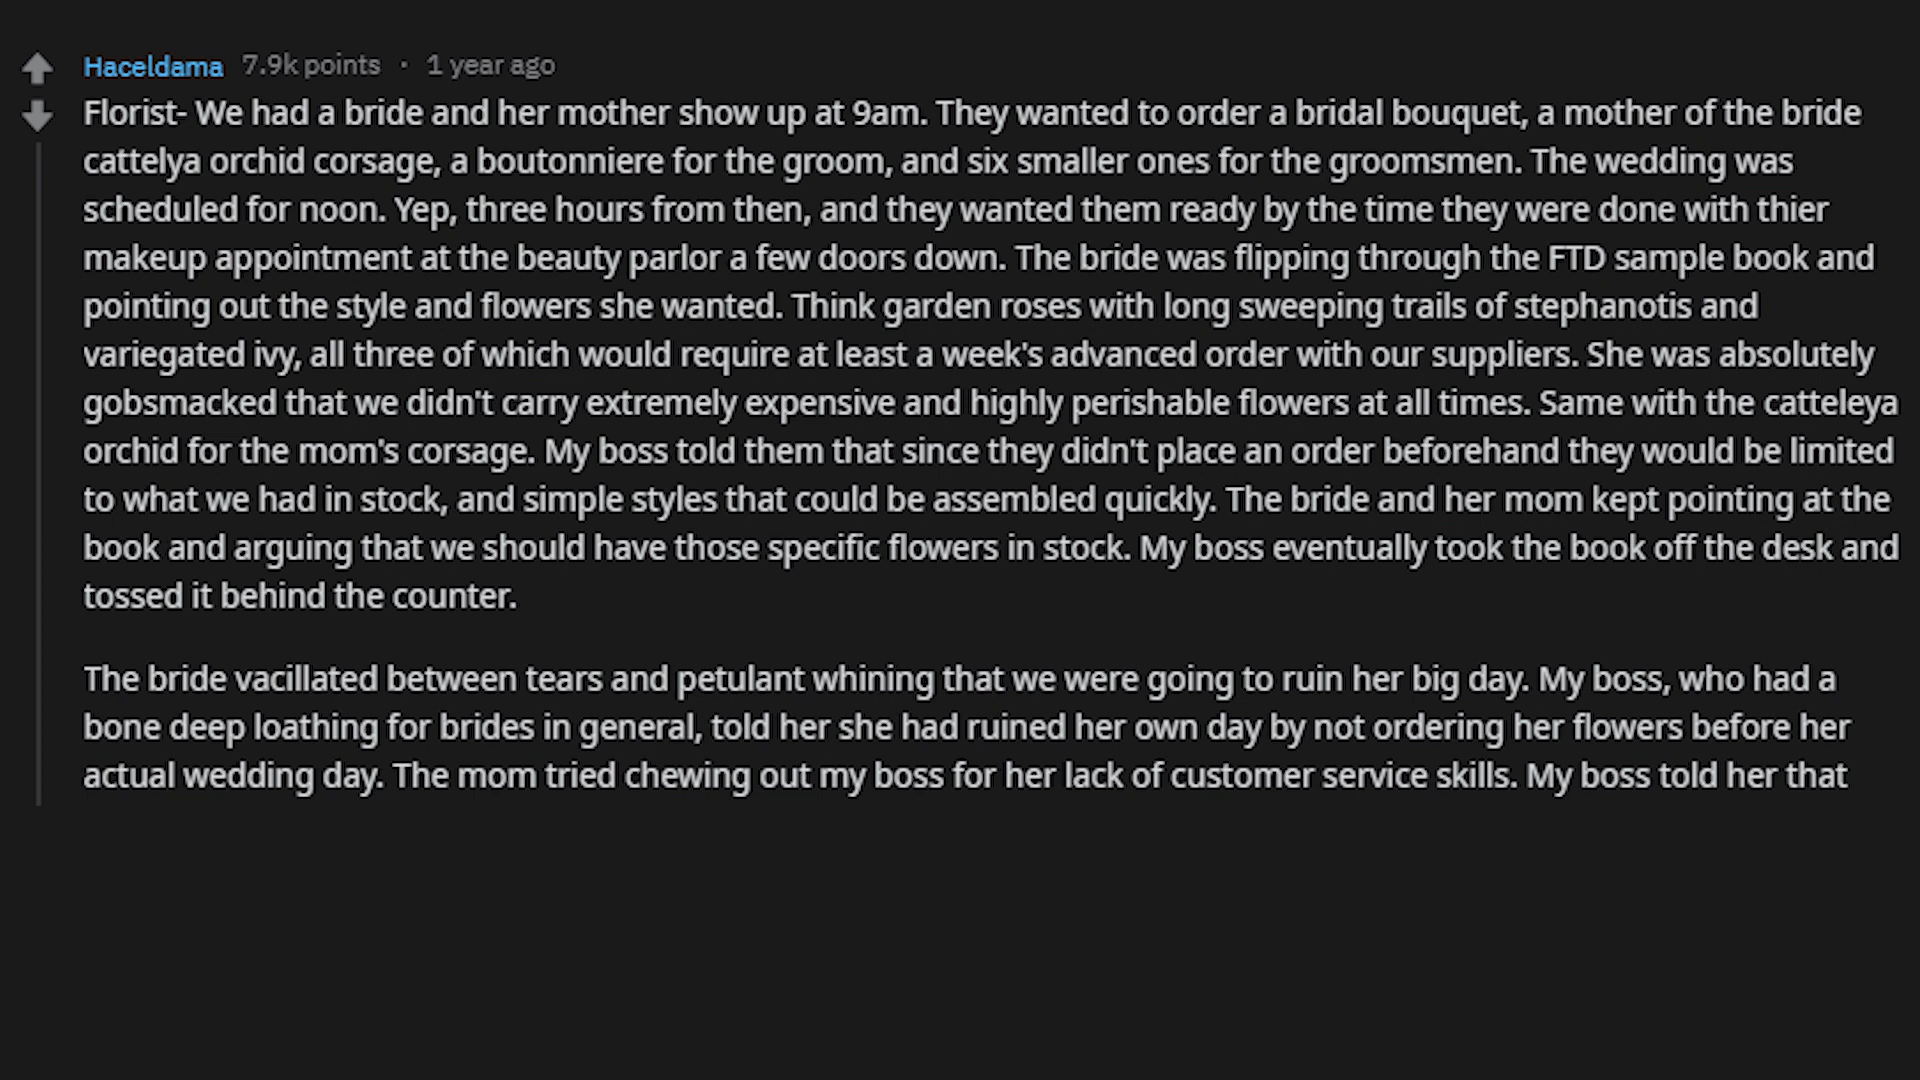 Haceldama 7.9k points · 1 year ago
Florist- We had a bride and her mother show up at 9am. They wanted to order a bridal bouquet, a mother of the bride
cattelya orchid corsage, a boutonniere for the groom, and six smaller ones for the groomsmen. The wedding was
scheduled for noon. Yep, three hours from then, and they wanted them ready by the time they were done with thier
makeup appointment at the beauty parlor a few doors down. The bride was flipping through the FTD sample book and
pointing out the style and flowers she wanted. Think garden roses with long sweeping trails of stephanotis and
variegated ivy, all three of which would require at least a week's advanced order with our suppliers. She was absolutely
gobsmacked that we didn't carry extremely expensive and highly perishable flowers at all times. Same with the catteleya
orchid for the mom's corsage. My boss told them that since they didn't place an order beforehand they would be limited
to what we had in stock, and simple styles that could be assembled quickly. The bride and her mom kept pointing at the
book and arguing that we should have those specific flowers in stock. My boss eventually took the book off the desk and
tossed it behind the counter.
The bride vacillated between tears and petulant whining that we were going to ruin her big day. My boss, who had a
bone deep loathing for brides in general, told her she had ruined her own day by not ordering her flowers before her
actual wedding day. The mom tried chewing out my boss for her lack of customer service skills. My boss told her that